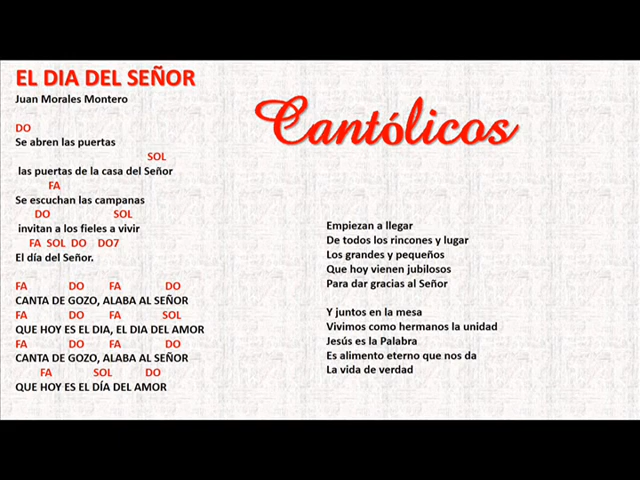 EL DIA DEL SEÑOR
Juan Morales Montero
Cantólicos
DO
Se abren las puertas
SOL
las puertas de la casa del Señor
FA
Se escuchan las campanas
DO SOL
invitan a los fieles a vivir
FA SOL DO DO7
El día del Señor.
FA DO FA DO
CANTA DE GOZO, ALABA AL SEÑOR
FA DO FA SOL
QUE HOY ES EL DIA, EL DIA DEL AMOR
FA DO FA DO
CANTA DE GOZO, ALABA AL SEÑOR
FA SOL DO
QUE HOY ES EL DÍA DEL AMOR
Empiezan a llegar
De todos los rincones y lugar
Los grandes y pequeños
Que hoy vienen jubilosos
Para dar gracias al Señor
Y juntos en la mesa
Vivimos como hermanos la unidad
Jesús es la Palabra
Es alimento eterno que nos da
La vida de verdad